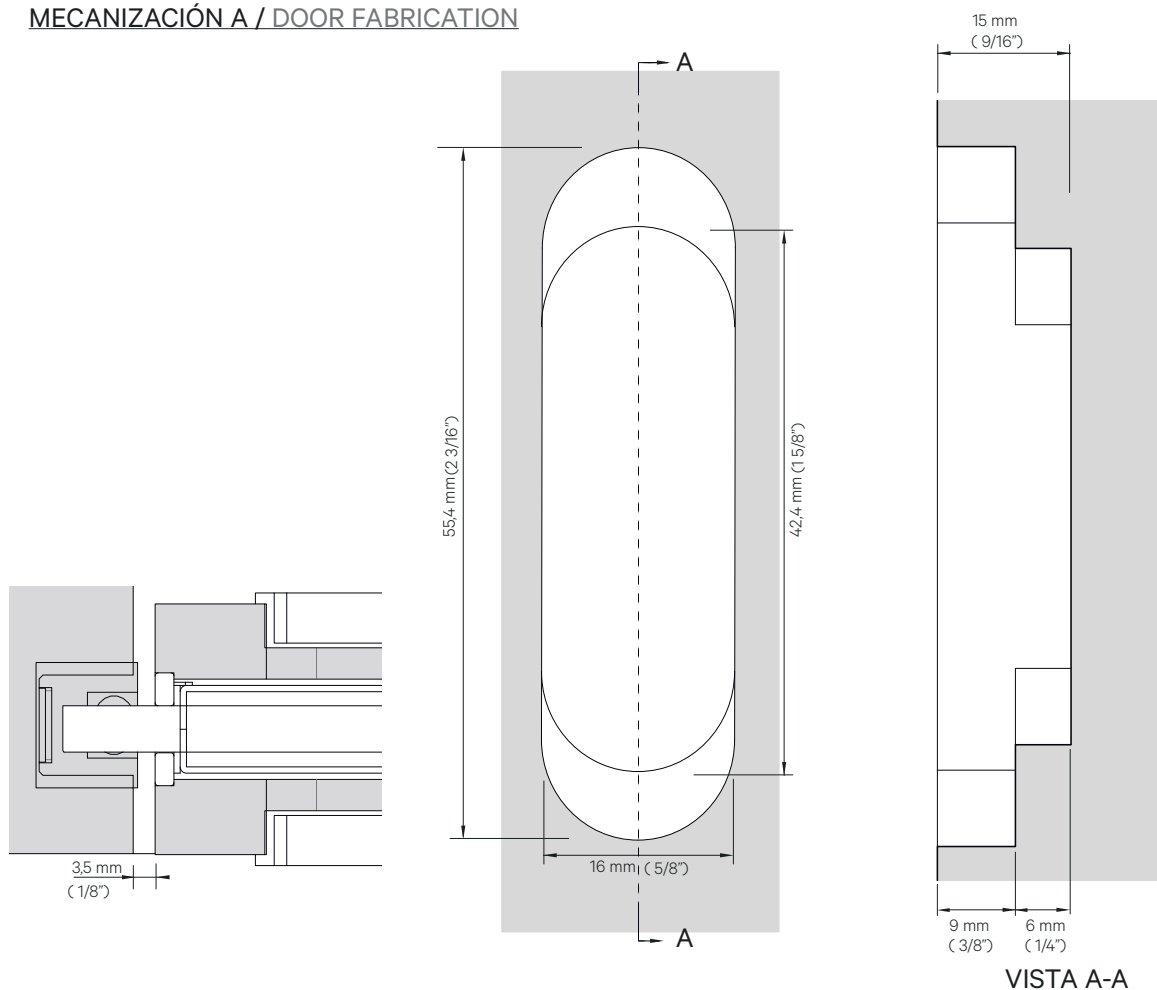 MECANIZACIÓN A / DOOR FABRICATION
15 mm
( 9/16”)
A
55,4 mm(2 3/16”)
42,4 mm (1 5/8”)
16 mm ( 5/8”)
3,5 mm
( 1/8”)
A
9 mm
( 3/8”)
6 mm
( 1/4”)
VISTA A-A